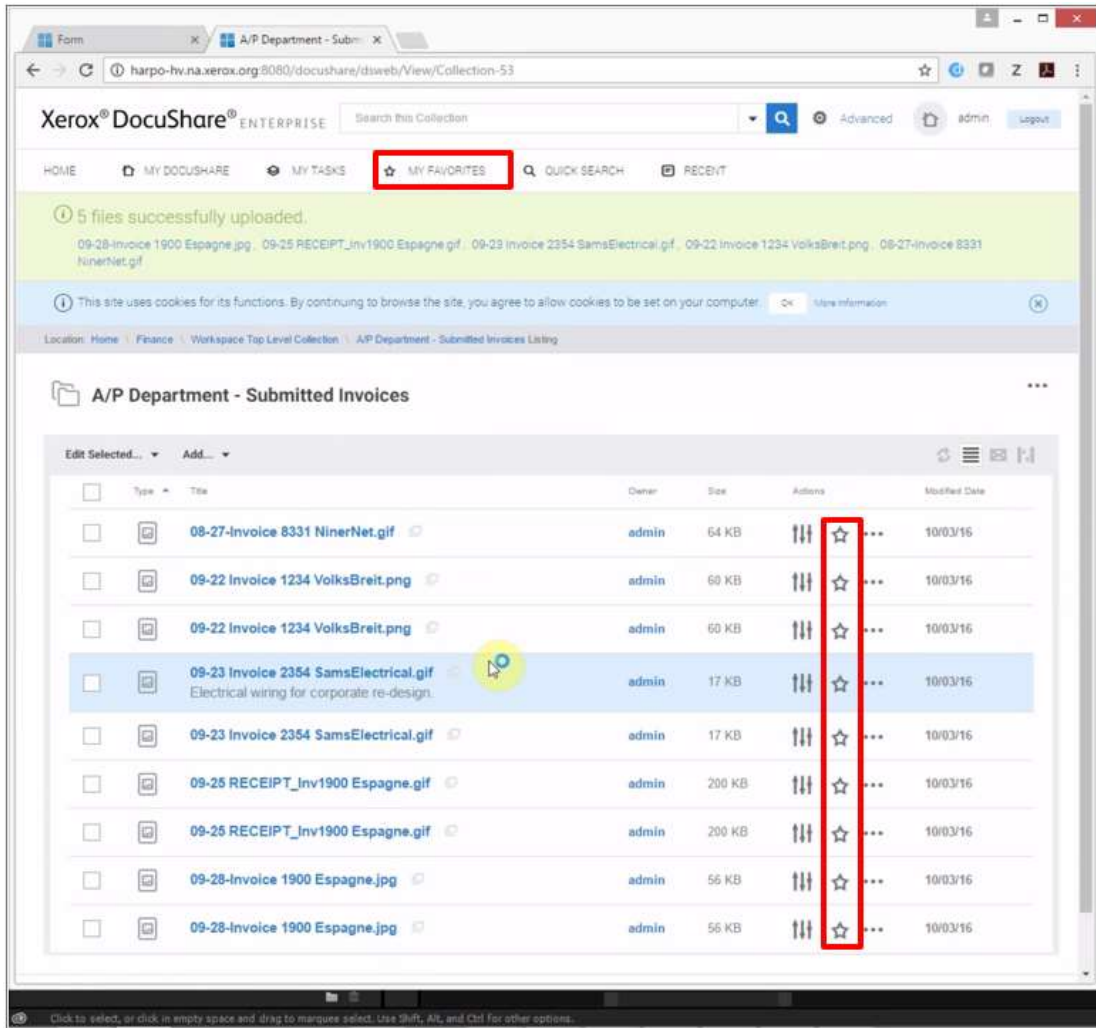 Form
A/P Department - Subm
harpo-hv.na.xerox.org:8080/docushare/dsweb/View/Collection-53
Xerox® DocuShare® ENTERPRISE
Search this Collection
Advanced
admin
Logout
HOME MY DOCUSHARE MY TASKS MY FAVORITES QUICK SEARCH RECENT
5 files successfully uploaded.
09-28-Invoice 1900 Espagne.jpg, 09-25 RECEIPT_Inv1900 Espagne.gif, 09-23 Invoice 2354 SamsElectrical.gif, 09-22 Invoice 1234 VolksBreit.png, 08-27-Invoice 8331
NinerNet.gif
This site uses cookies for its functions. By continuing to browse the site, you agree to allow cookies to be set on your computer. OK More information
Location: Home \ Finance \ Workspace Top Level Collection \ A/P Department - Submitted Invoices Listing
A/P Department - Submitted Invoices
Edit Selected... Add...
Type Title Owner Size Actions Modified Date
08-27-Invoice 8331 NinerNet.gif admin 64 KB 10/03/16
09-22 Invoice 1234 VolksBreit.png admin 60 KB 10/03/16
09-22 Invoice 1234 VolksBreit.png admin 60 KB 10/03/16
09-23 Invoice 2354 SamsElectrical.gif admin 17 KB 10/03/16
Electrical wiring for corporate re-design.
09-23 Invoice 2354 SamsElectrical.gif admin 17 KB 10/03/16
09-25 RECEIPT_Inv1900 Espagne.gif admin 200 KB 10/03/16
09-25 RECEIPT_Inv1900 Espagne.gif admin 200 KB 10/03/16
09-28-Invoice 1900 Espagne.jpg admin 56 KB 10/03/16
09-28-Invoice 1900 Espagne.jpg admin 56 KB 10/03/16
Click to select, or click in empty space and drag to marquee select. Use Shift, Alt, and Ctrl for other options.